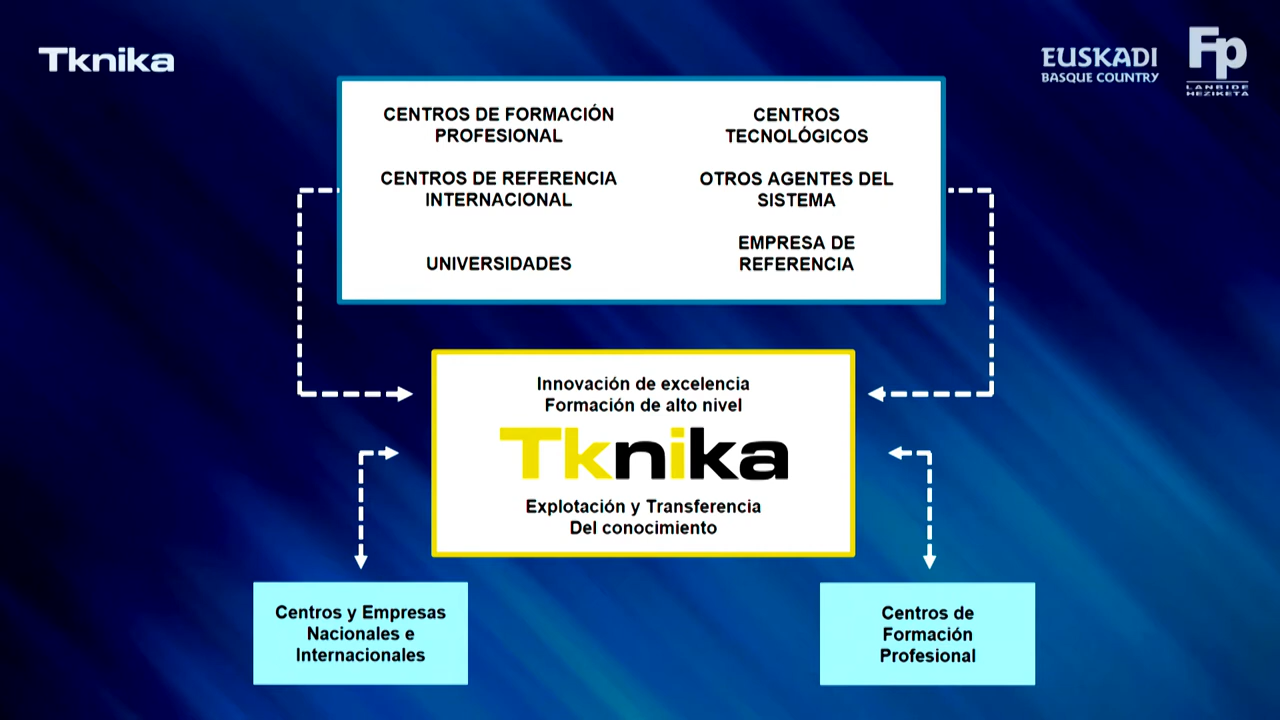 Tknika
EUSKADI
BASQUE COUNTRY
Fp
LANBIDE
HEZIKETA
CENTROS DE FORMACIÓN
PROFESIONAL
CENTROS
TECNOLÓGICOS
CENTROS DE REFERENCIA
INTERNACIONAL
OTROS AGENTES DEL
SISTEMA
UNIVERSIDADES
EMPRESA DE
REFERENCIA
Innovación de excelencia
Formación de alto nivel
Tknika
Explotación y Transferencia
Del conocimiento
Centros y Empresas
Nacionales e
Internacionales
Centros de
Formación
Profesional